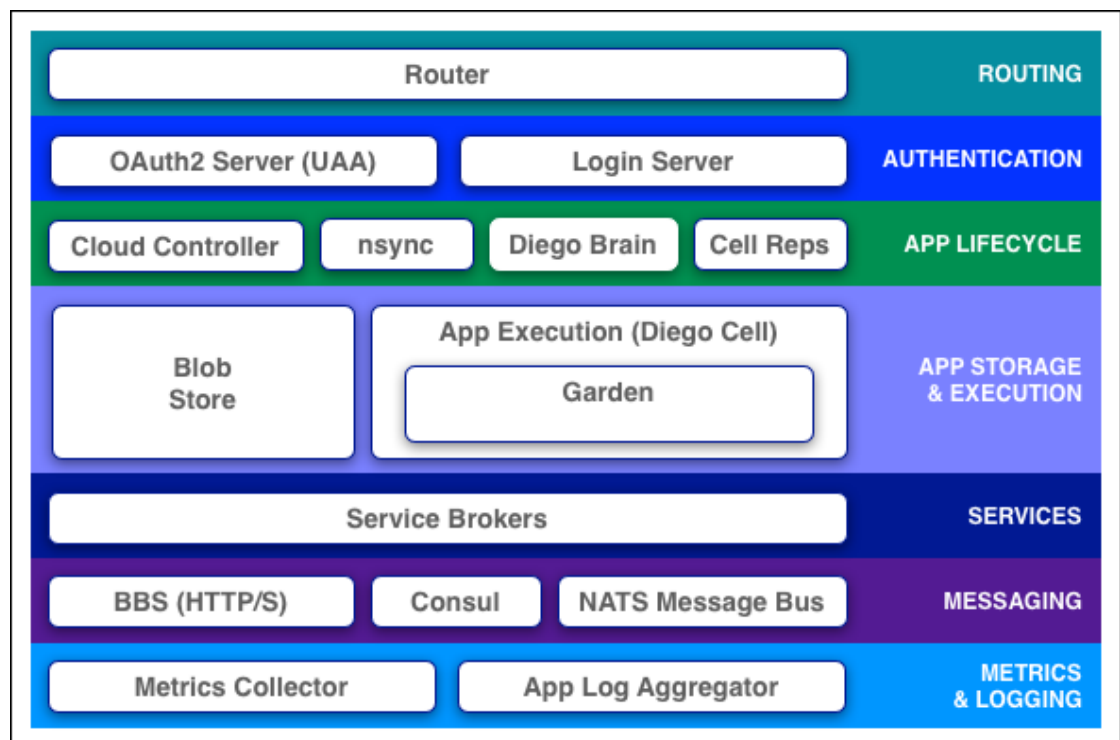 Router
ROUTING
OAuth2 Server (UAA)
Login Server
AUTHENTICATION
Cloud Controller
nsync
Diego Brain
Cell Reps
APP LIFECYCLE
Blob
Store
App Execution (Diego Cell)
Garden
APP STORAGE
& EXECUTION
Service Brokers
SERVICES
BBS (HTTP/S)
Consul
NATS Message Bus
MESSAGING
Metrics Collector
App Log Aggregator
METRICS
& LOGGING